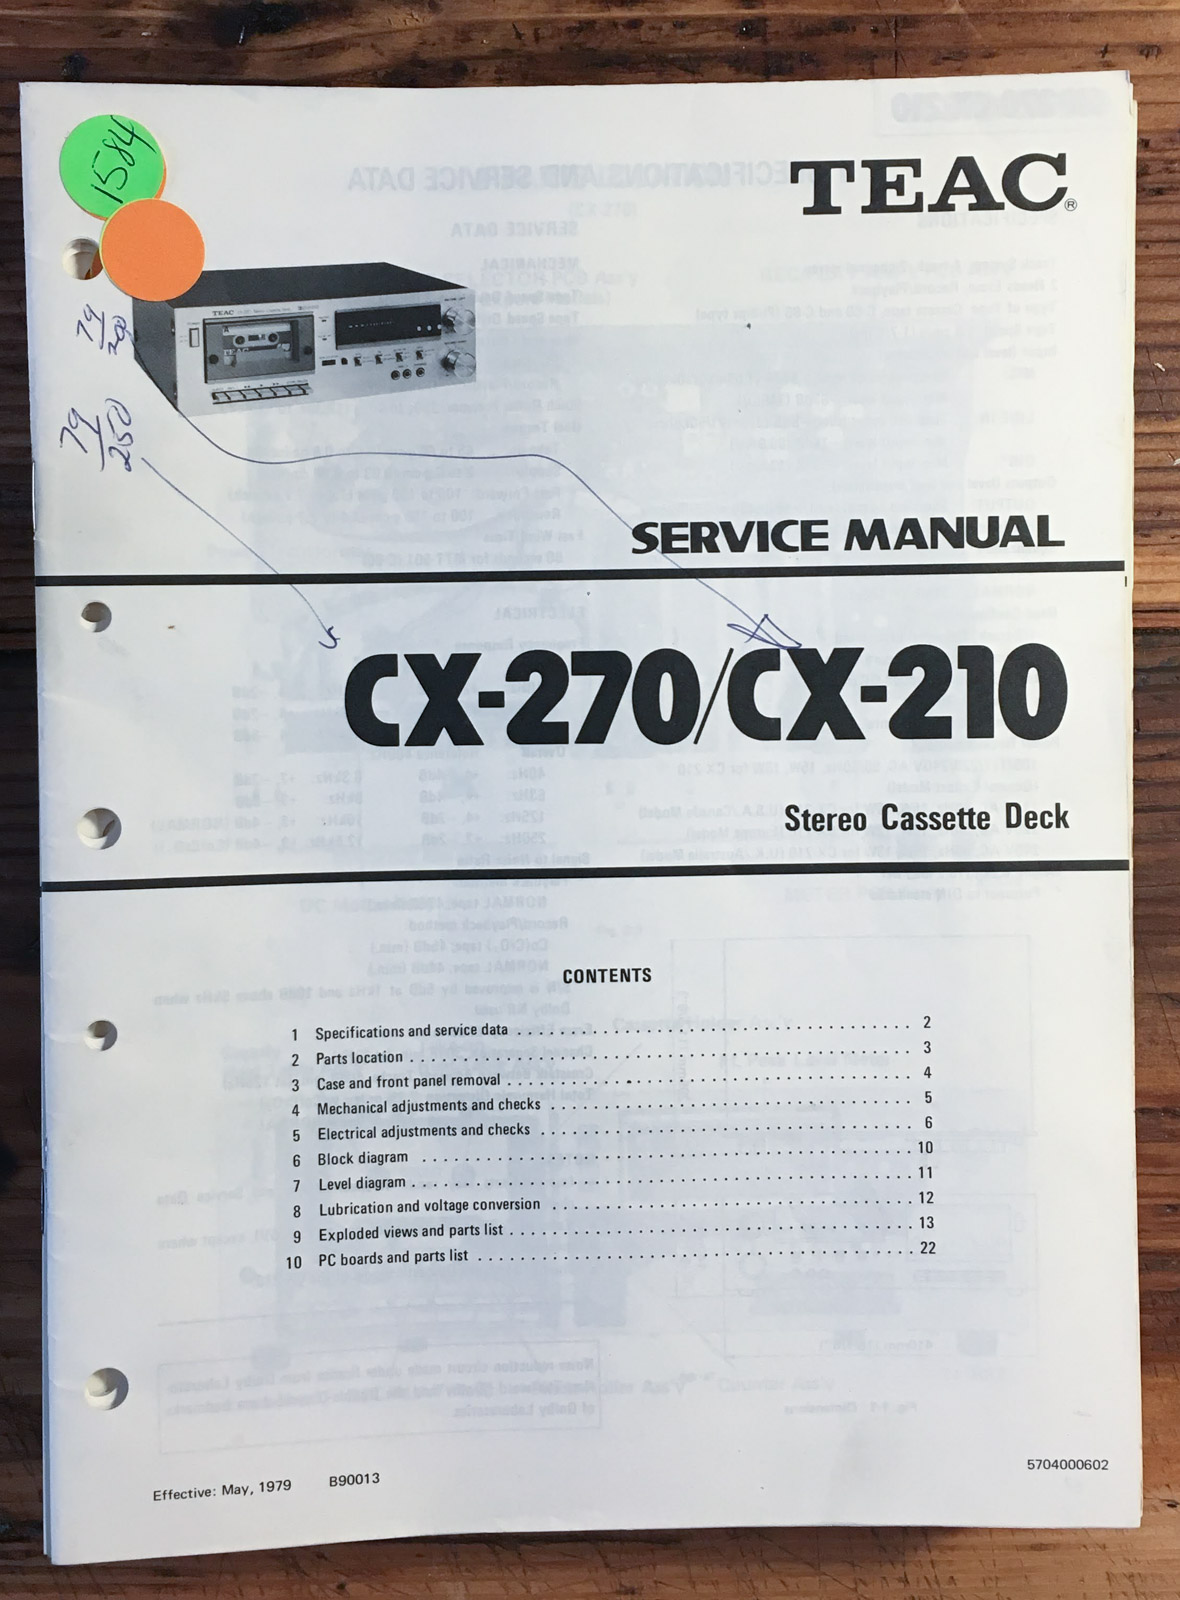 1584
TEAC®
TEAC
79
200
79
250
SERVICE MANUAL
CX-270/CX-210
Stereo Cassette Deck
CONTENTS
1 Specifications and service data . . . . . . . . . . . . . . . . . . . . . . . . . . . . . . 2
2 Parts location . . . . . . . . . . . . . . . . . . . . . . . . . . . . . . 3
3 Case and front panel removal . . . . . . . . . . . . . . . . . . . . . . . . . . . . . . 4
4 Mechanical adjustments and checks . . . . . . . . . . . . . . . . . . . . . . . . . . . . . . 5
5 Electrical adjustments and checks . . . . . . . . . . . . . . . . . . . . . . . . . . . . . . 6
6 Block diagram . . . . . . . . . . . . . . . . . . . . . . . . . . . . . . 10
7 Level diagram . . . . . . . . . . . . . . . . . . . . . . . . . . . . . . 11
8 Lubrication and voltage conversion . . . . . . . . . . . . . . . . . . . . . . . . . . . . . . 12
9 Exploded views and parts list . . . . . . . . . . . . . . . . . . . . . . . . . . . . . . 13
10 PC boards and parts list . . . . . . . . . . . . . . . . . . . . . . . . . . . . . . 22
5704000602
Effective: May, 1979 B90013